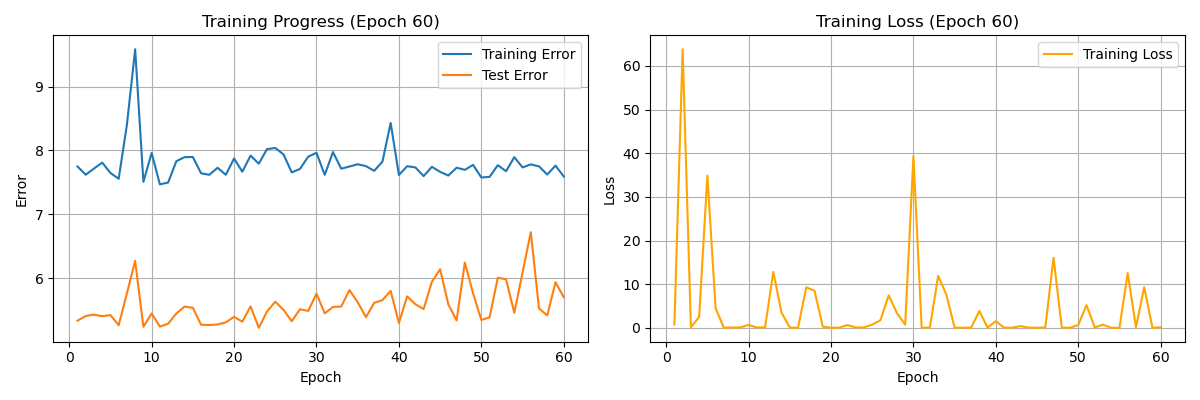 Training Progress (Epoch 60)
Training Error
Test Error
9
8
7
6
Error
0 10 20 30 40 50 60
Epoch
Training Loss (Epoch 60)
Training Loss
60
50
40
30
20
10
0
Loss
0 10 20 30 40 50 60
Epoch